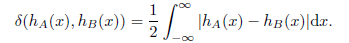 δ(h_A(x), h_B(x)) = \frac{1}{2} \int_{-\infty}^{\infty} |h_A(x) − h_B(x)|dx.